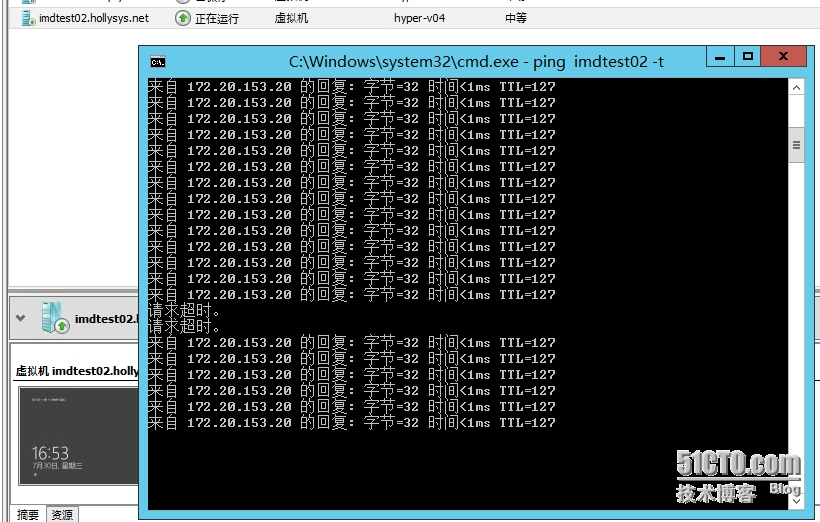 imdtest02.hollysys.net 正在运行 虚拟机 hyper-v04 中等
C:\Windows\system32\cmd.exe - ping imdtest02 -t
来自 172.20.153.20 的回复: 字节=32 时间<1ms TTL=127
来自 172.20.153.20 的回复: 字节=32 时间<1ms TTL=127
来自 172.20.153.20 的回复: 字节=32 时间<1ms TTL=127
来自 172.20.153.20 的回复: 字节=32 时间<1ms TTL=127
来自 172.20.153.20 的回复: 字节=32 时间<1ms TTL=127
来自 172.20.153.20 的回复: 字节=32 时间<1ms TTL=127
来自 172.20.153.20 的回复: 字节=32 时间<1ms TTL=127
来自 172.20.153.20 的回复: 字节=32 时间<1ms TTL=127
来自 172.20.153.20 的回复: 字节=32 时间<1ms TTL=127
来自 172.20.153.20 的回复: 字节=32 时间<1ms TTL=127
来自 172.20.153.20 的回复: 字节=32 时间<1ms TTL=127
来自 172.20.153.20 的回复: 字节=32 时间<1ms TTL=127
来自 172.20.153.20 的回复: 字节=32 时间<1ms TTL=127
来自 172.20.153.20 的回复: 字节=32 时间<1ms TTL=127
请求超时。
请求超时。
来自 172.20.153.20 的回复: 字节=32 时间<1ms TTL=127
来自 172.20.153.20 的回复: 字节=32 时间<1ms TTL=127
来自 172.20.153.20 的回复: 字节=32 时间<1ms TTL=127
来自 172.20.153.20 的回复: 字节=32 时间<1ms TTL=127
来自 172.20.153.20 的回复: 字节=32 时间<1ms TTL=127
来自 172.20.153.20 的回复: 字节=32 时间<1ms TTL=127
imdtest02.h
虚拟机 imdtest02.holly
16:53
7月30日, 星期三
摘要 资源
51CTO.com
技术博客 Blog